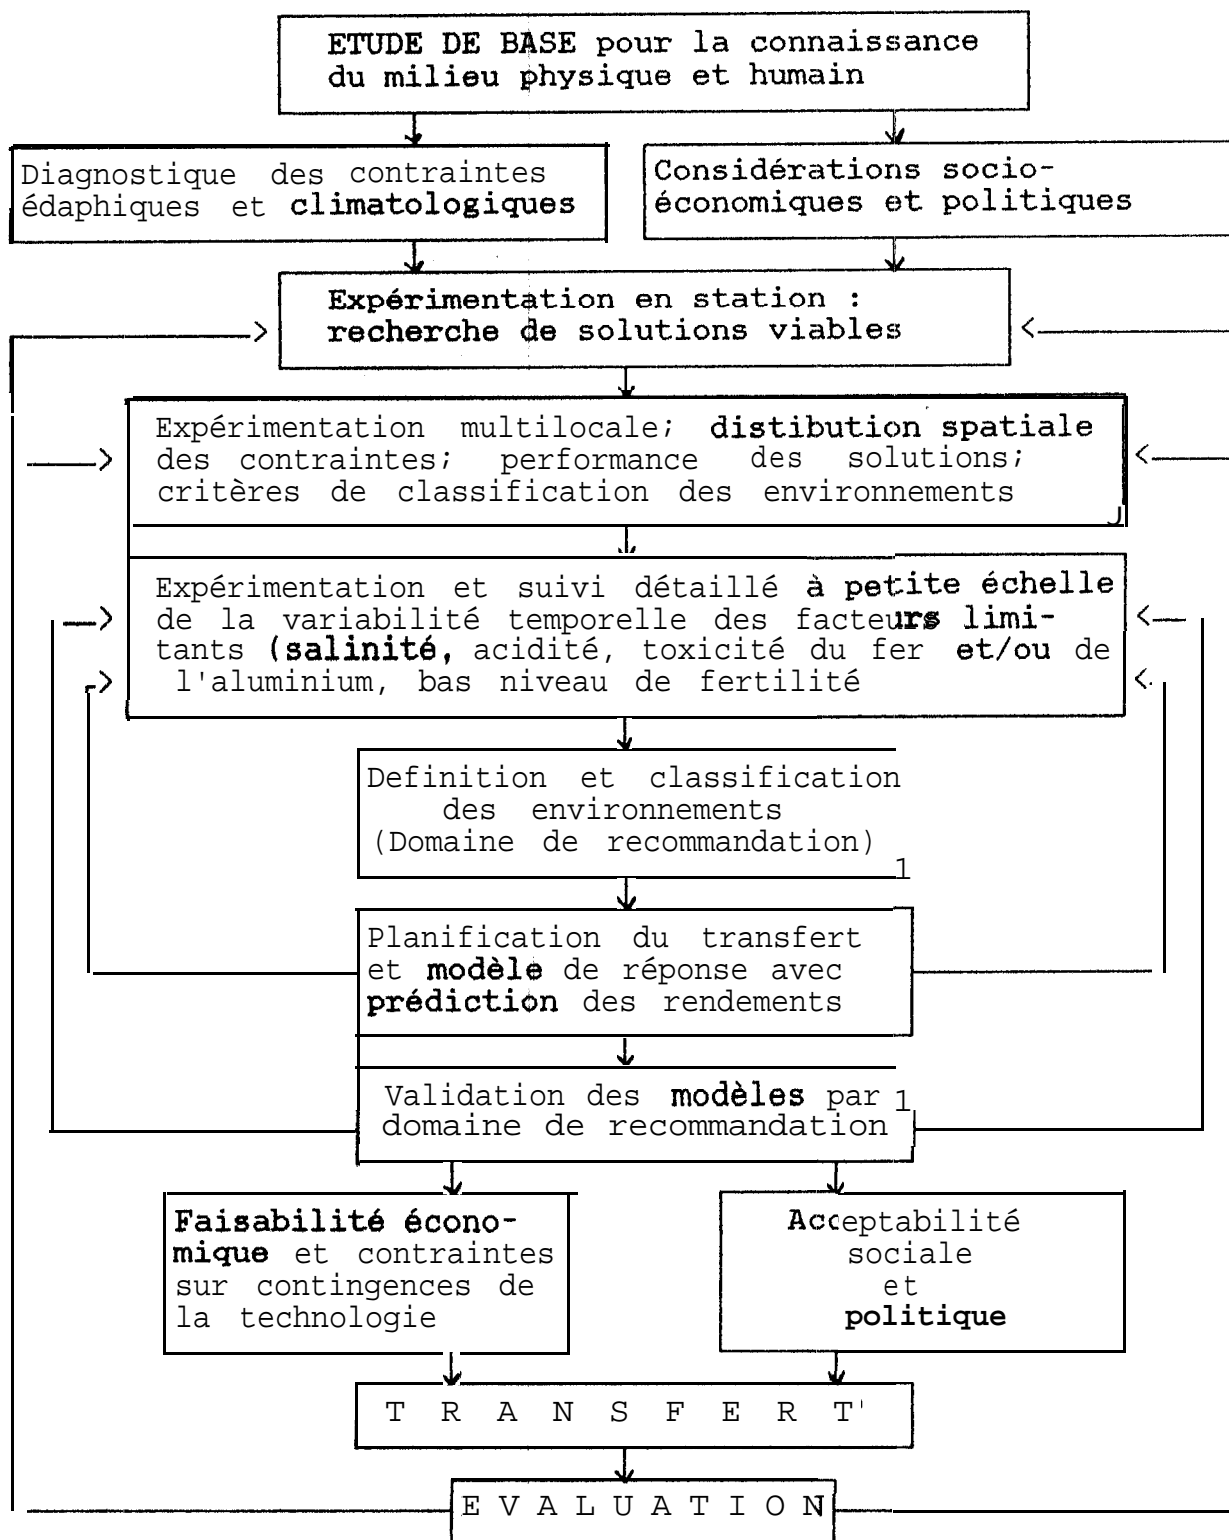 ETUDE DE BASE pour la connaissance
du milieu physique et humain
Diagnostique des contraintes
édaphiques et climatologiques
Considérations socio-
économiques et politiques
Expérimentation en station :
recherche de solutions viables
Expérimentation multilocale; distibution spatiale
des contraintes; performance des solutions;
critères de classification des environnements
Expérimentation et suivi détaillé à petite échelle
de la variabilité temporelle des facteurs limi-
tants (salinité, acidité, toxicité du fer et/ou de
l'aluminium, bas niveau de fertilité
Definition et classification
des environnements
(Domaine de recommandation)
1
Planification du transfert
et modèle de réponse avec
prédiction des rendements
Validation des modèles par 1
domaine de recommandation
Faisabilité écono-
mique et contraintes
sur contingences de
la technologie
Acceptabilité
sociale
et
politique
T R A N S F E R T'
E V A L U A T I O N